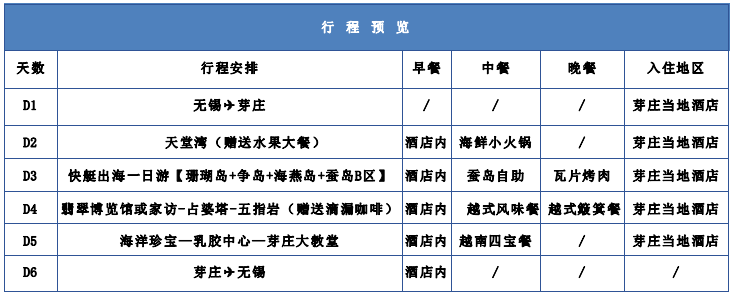 行 程 预 览
天数 行程安排 早餐 中餐 晚餐 入住地区
D1 无锡✈芽庄 / / / 芽庄当地酒店
D2 天堂湾（赠送水果大餐） 酒店内 海鲜小火锅 / 芽庄当地酒店
D3 快艇出海一日游【珊瑚岛+争岛+海燕岛+蚕岛B区】 酒店内 蚕岛自助 瓦片烤肉 芽庄当地酒店
D4 翡翠博览馆或家访-占婆塔-五指岩（赠送滴漏咖啡） 酒店内 越式风味餐 越式簸箕餐 芽庄当地酒店
D5 海洋珍宝—乳胶中心—芽庄大教堂 酒店内 越南四宝餐 / 芽庄当地酒店
D6 芽庄✈无锡 酒店内 / / /